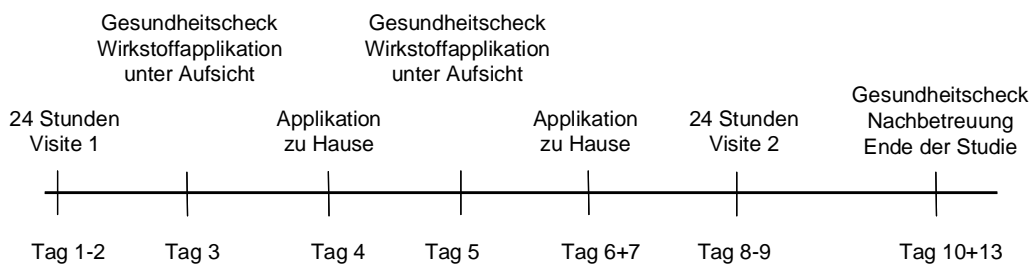 Gesundheitscheck
Wirkstoffapplikation
unter Aufsicht
Gesundheitscheck
Wirkstoffapplikation
unter Aufsicht
24 Stunden
Visite 1
Applikation
zu Hause
Applikation
zu Hause
24 Stunden
Visite 2
Gesundheitscheck
Nachbetreuung
Ende der Studie
Tag 1-2
Tag 3
Tag 4
Tag 5
Tag 6+7
Tag 8-9
Tag 10+13